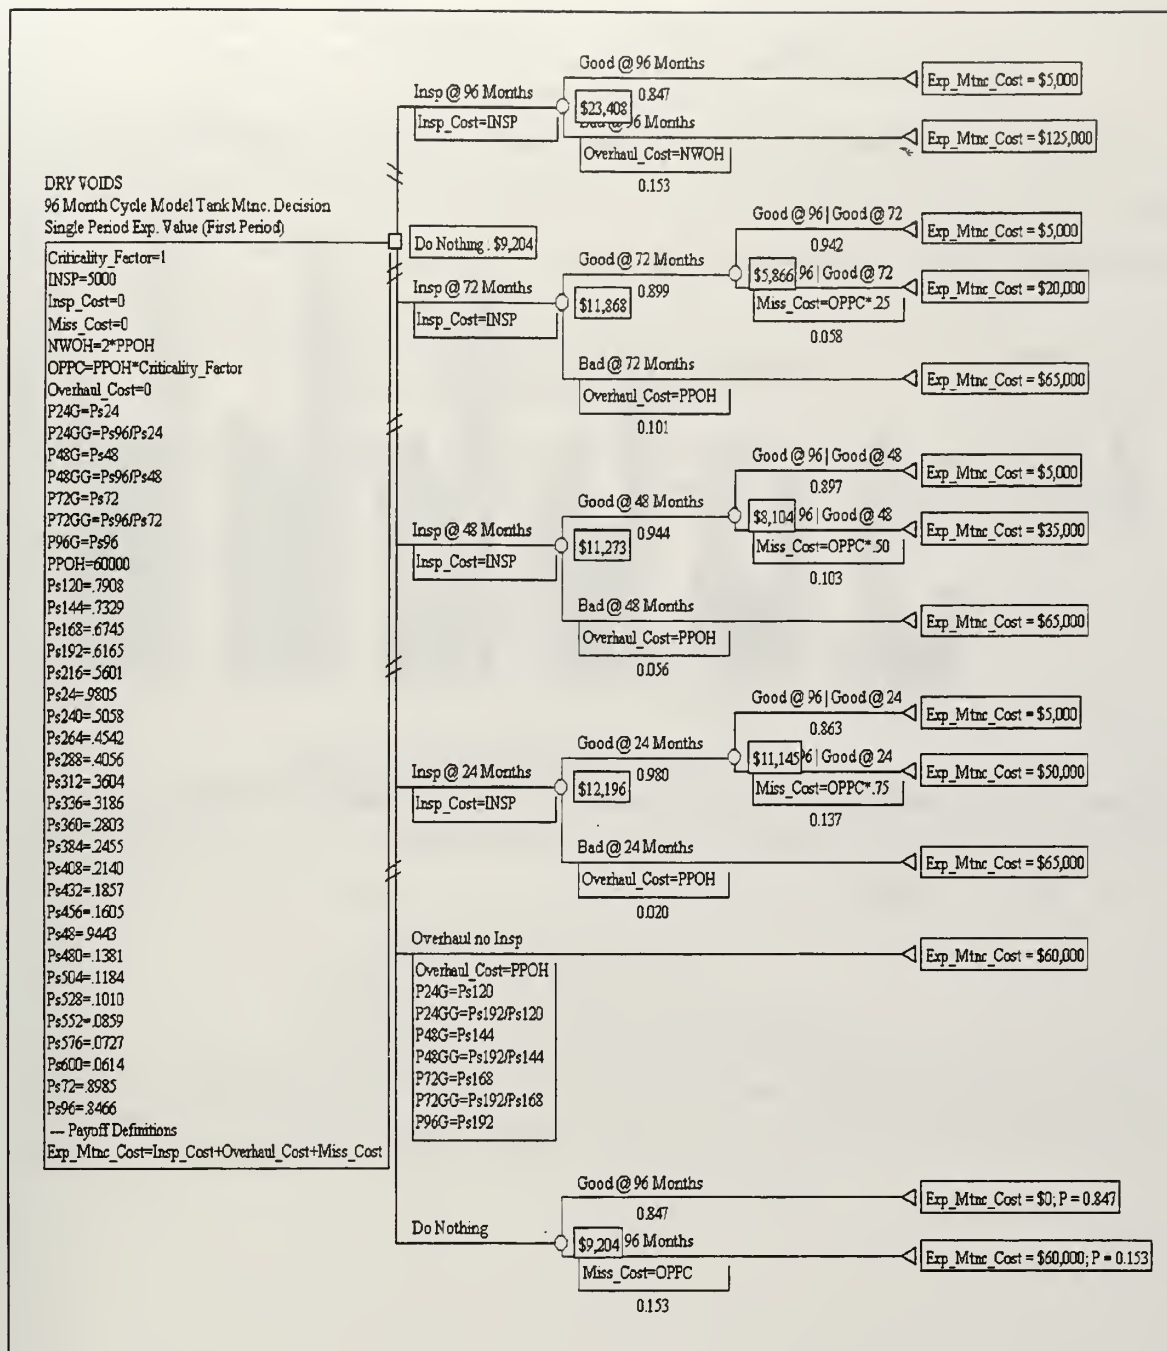 DRY VOIDS
96 Month Cycle Model Tank Mtnc. Decision
Single Period Exp. Value (First Period)
Criticality_Factor=1
INSP=5000
Insp_Cost=0
Miss_Cost=0
NWOH=2*PPOH
OPPC=PPOH*Criticality_Factor
Overhaul_Cost=0
P24G=Ps24
P24GG=Ps96/Ps24
P48G=Ps48
P48GG=Ps96/Ps48
P72G=Ps72
P72GG=Ps96/Ps72
P96G=Ps96
PPOH=60000
Ps120=.7908
Ps144=.7329
Ps168=.6745
Ps192=.6165
Ps216=.5601
Ps24=.9805
Ps240=.5058
Ps264=.4542
Ps288=.4056
Ps312=.3604
Ps336=.3186
Ps360=.2803
Ps384=.2455
Ps408=.2140
Ps432=.1857
Ps456=.1605
Ps48=.9443
Ps480=.1381
Ps504=.1184
Ps528=.1010
Ps552=.0859
Ps576=.0727
Ps600=.0614
Ps72=.8985
Ps96=.8466
--- Payoff Definitions
Exp_Mtnc_Cost=Insp_Cost+Overhaul_Cost+Miss_Cost
Do Nothing : $9,204
Insp @ 96 Months
Insp_Cost=INSP
$23,408
Good @ 96 Months
0.847
Exp_Mtnc_Cost = $5,000
Bad @ 96 Months
Overhaul_Cost=NWOH
0.153
Exp_Mtnc_Cost = $125,000
Insp @ 72 Months
Insp_Cost=INSP
$11,868
Good @ 72 Months
0.899
$5,866
Good @ 96 | Good @ 72
0.942
Exp_Mtnc_Cost = $5,000
96 | Good @ 72
Miss_Cost=OPPC*.25
0.058
Exp_Mtnc_Cost = $20,000
Bad @ 72 Months
Overhaul_Cost=PPOH
0.101
Exp_Mtnc_Cost = $65,000
Insp @ 48 Months
Insp_Cost=INSP
$11,273
Good @ 48 Months
0.944
$8,104
Good @ 96 | Good @ 48
0.897
Exp_Mtnc_Cost = $5,000
96 | Good @ 48
Miss_Cost=OPPC*.50
0.103
Exp_Mtnc_Cost = $35,000
Bad @ 48 Months
Overhaul_Cost=PPOH
0.056
Exp_Mtnc_Cost = $65,000
Insp @ 24 Months
Insp_Cost=INSP
$12,196
Good @ 24 Months
0.980
$11,145
Good @ 96 | Good @ 24
0.863
Exp_Mtnc_Cost = $5,000
96 | Good @ 24
Miss_Cost=OPPC*.75
0.137
Exp_Mtnc_Cost = $50,000
Bad @ 24 Months
Overhaul_Cost=PPOH
0.020
Exp_Mtnc_Cost = $65,000
Overhaul no Insp
Overhaul_Cost=PPOH
P24G=Ps120
P24GG=Ps192/Ps120
P48G=Ps144
P48GG=Ps192/Ps144
P72G=Ps168
P72GG=Ps192/Ps168
P96G=Ps192
Exp_Mtnc_Cost = $60,000
Do Nothing
$9,204
Good @ 96 Months
0.847
Exp_Mtnc_Cost = $0; P = 0.847
96 Months
Miss_Cost=OPPC
0.153
Exp_Mtnc_Cost = $60,000; P = 0.153